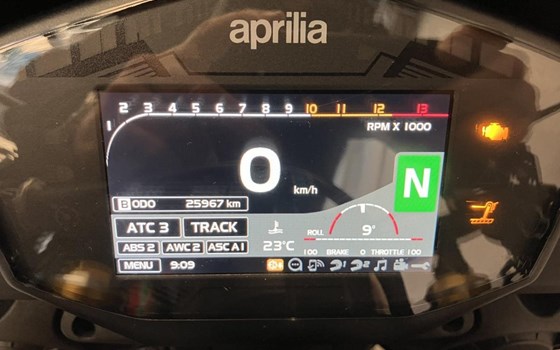 aprilia
1 2 3 4 5 6 7 8 9 10 11 12 13
RPM X 1000
0 km/h
N
B ODO 25967 km
ATC 3 TRACK
ROLL 9°
ABS 2 AWC 2 ASC A1
23°C
100 BRAKE 0 THROTTLE 100
MENU 9:09